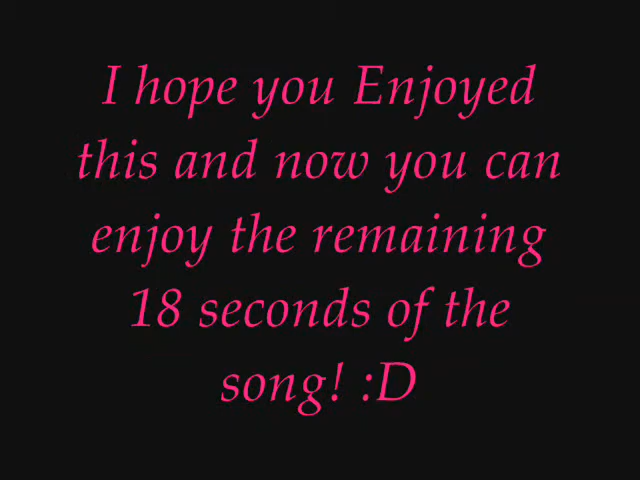 I hope you Enjoyed
this and now you can
enjoy the remaining
18 seconds of the
song! :D